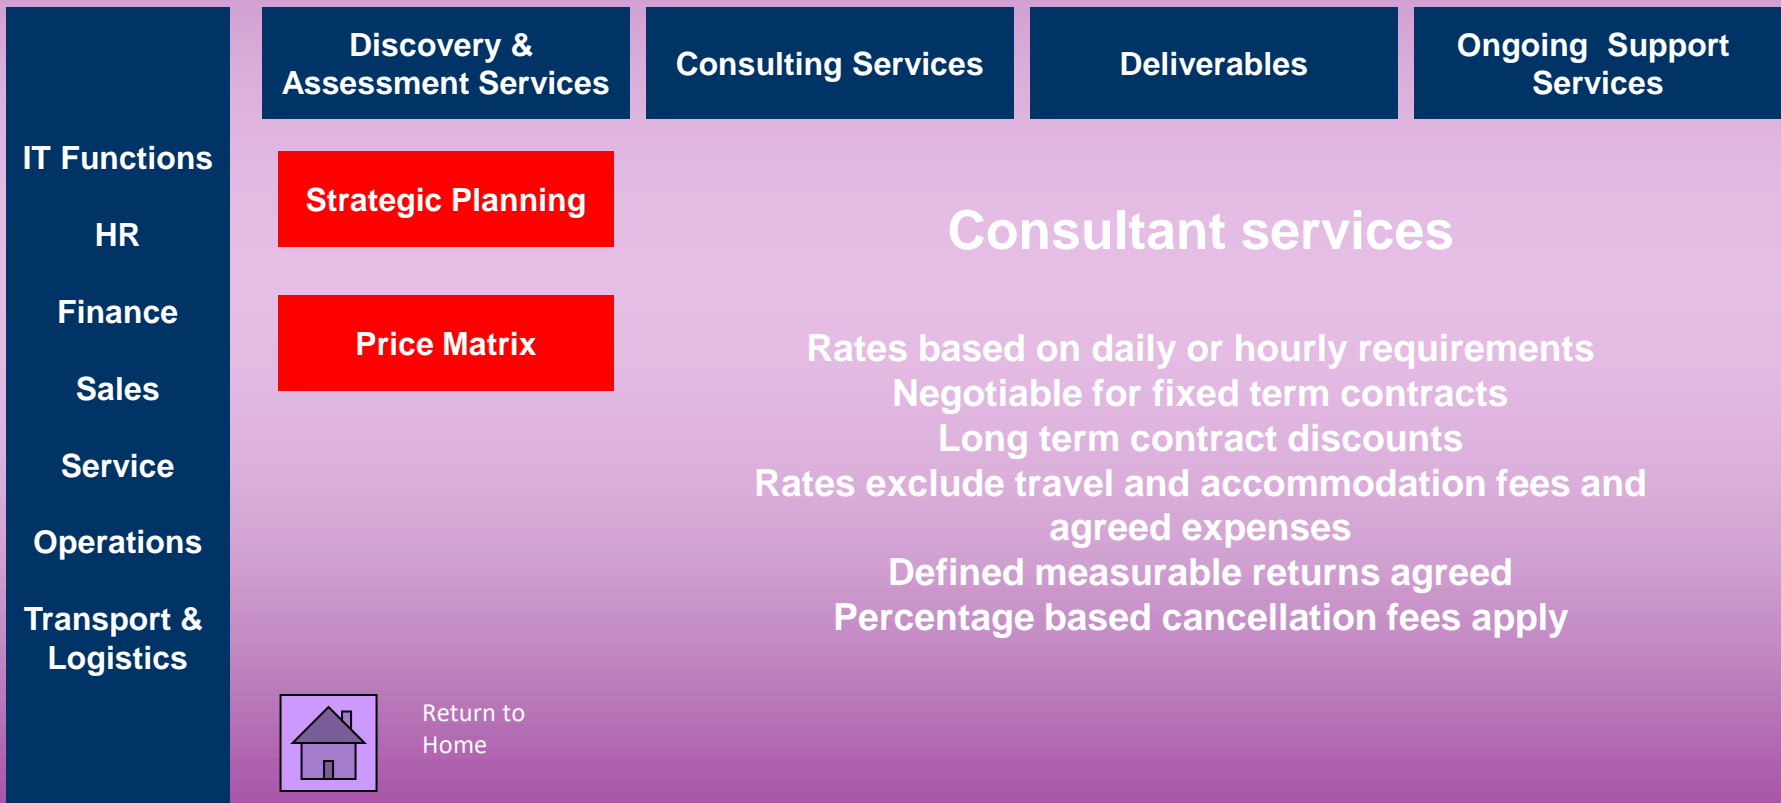 Discovery &
Assessment Services
Consulting Services
Deliverables
Ongoing  Support
Services
IT Functions
HR
Finance
Sales
Service
Operations
Transport &
Logistics
Strategic Planning
Price Matrix
Consultant services
Rates based on daily or hourly requirements
Negotiable for fixed term contracts
Long term contract discounts
Rates exclude travel and accommodation fees and
agreed expenses
Defined measurable returns agreed
Percentage based cancellation fees apply
Return to
Home